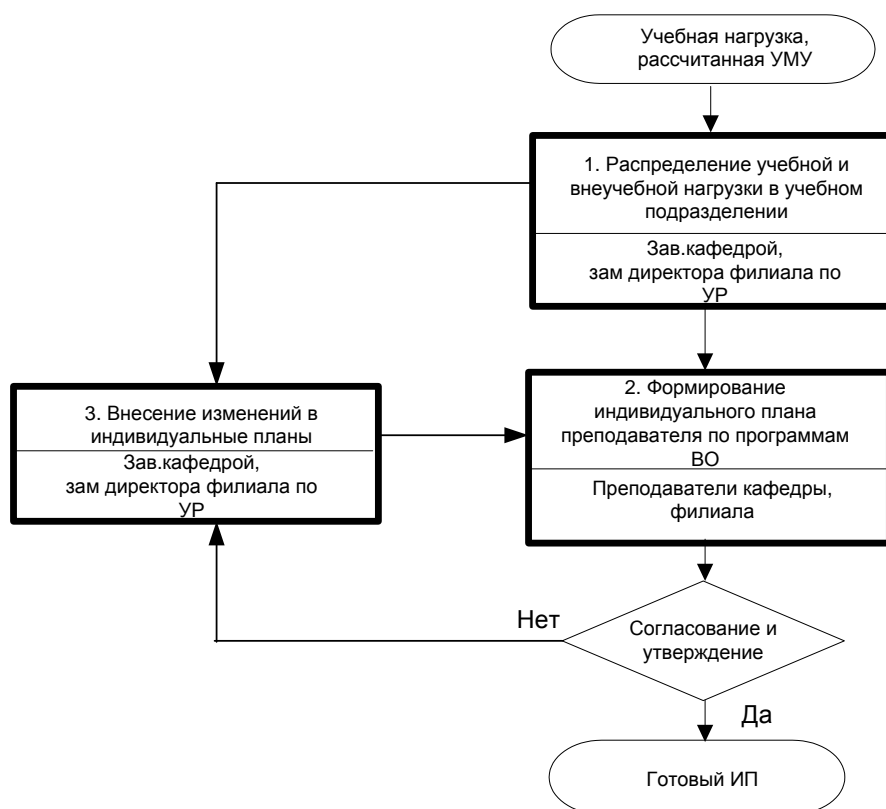 Учебная нагрузка,
рассчитанная УМУ
1. Распределение учебной и
внеучебной нагрузки в учебном
подразделении
Зав.кафедрой,
зам директора филиала по
УР
2. Формирование
индивидуального плана
преподавателя по программам
ВО
Преподаватели кафедры,
филиала
3. Внесение изменений в
индивидуальные планы
Зав.кафедрой,
зам директора филиала по
УР
Нет
Согласование и
утверждение
Да
Готовый ИП